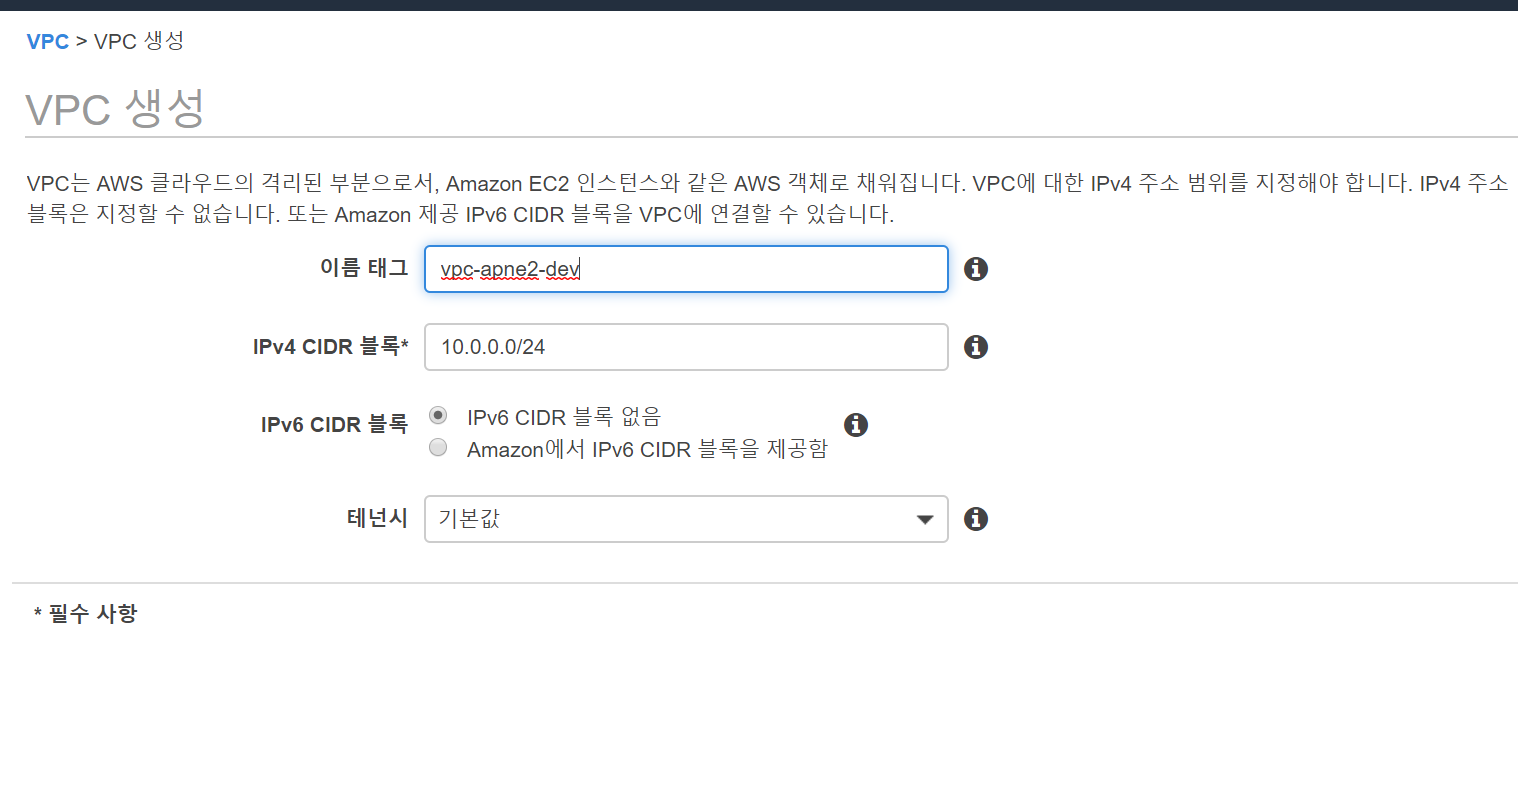 VPC > VPC 생성
VPC 생성
VPC는 AWS 클라우드의 격리된 부분으로서, Amazon EC2 인스턴스와 같은 AWS 객체로 채워집니다. VPC에 대한 IPv4 주소 범위를 지정해야 합니다. IPv4 주소
블록은 지정할 수 없습니다. 또는 Amazon 제공 IPv6 CIDR 블록을 VPC에 연결할 수 있습니다.
이름 태그 vpc-apne2-dev
IPv4 CIDR 블록* 10.0.0.0/24
IPv6 CIDR 블록 IPv6 CIDR 블록 없음
Amazon에서 IPv6 CIDR 블록을 제공함
테넌시 기본값
* 필수 사항